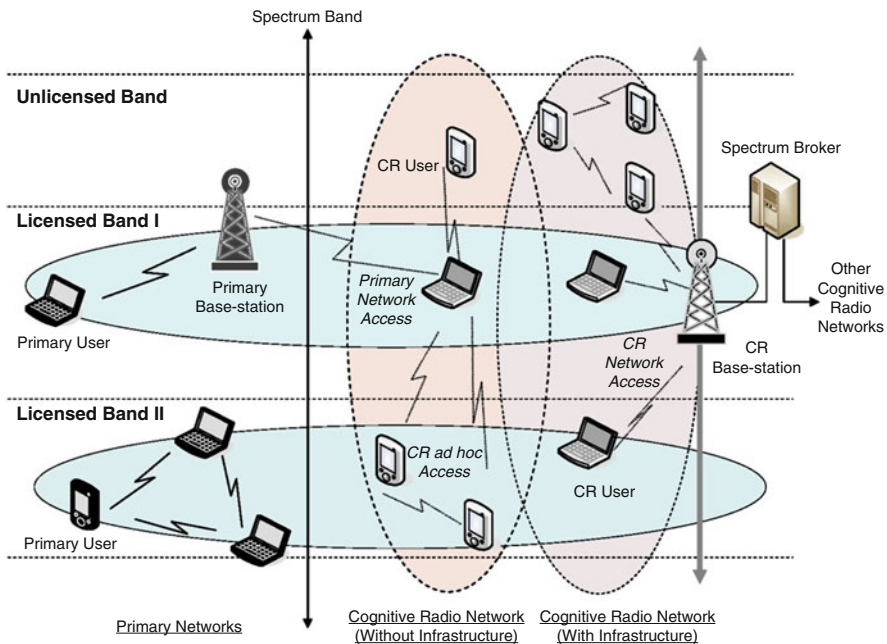 Spectrum Band
Unlicensed Band
CR User
Spectrum Broker
Licensed Band I
Primary
Base-station
Primary User
Primary
Network
Access
CR
Network
Access
CR
Base-station
Other
Cognitive
Radio
Networks
Licensed Band II
CR ad hoc
Access
CR User
Primary User
Primary Networks
Cognitive Radio Network
(Without Infrastructure)
Cognitive Radio Network
(With Infrastructure)